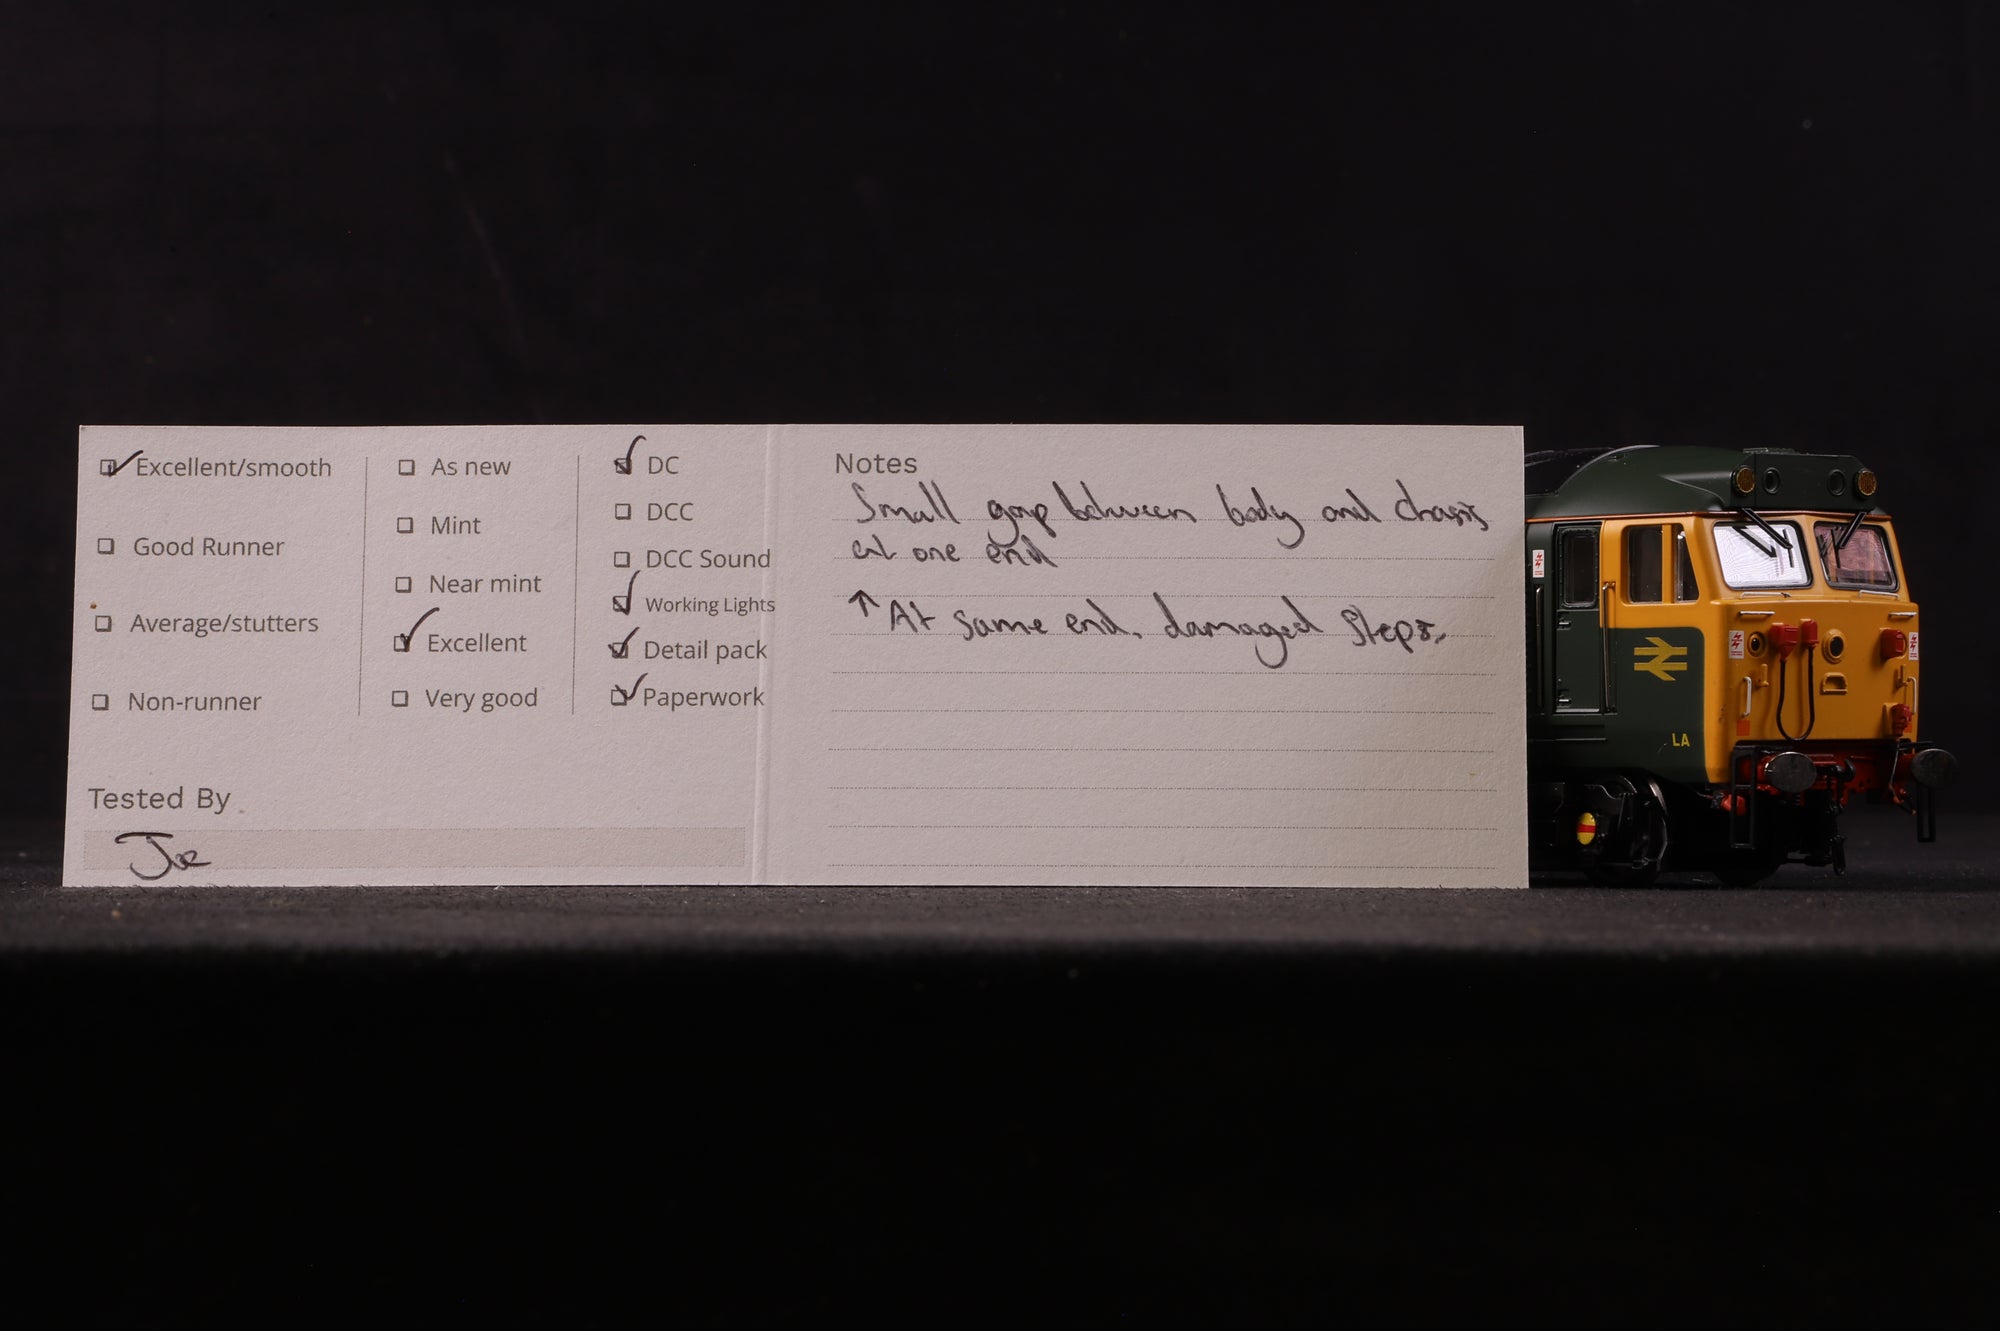 Excellent/smooth
Good Runner
Average/stutters
Non-runner
As new
Mint
Near mint
Excellent
Very good
DC
DCC
DCC Sound
Working Lights
Detail pack
Paperwork
Tested By
Joe
Notes
Small gap between body and chassis
at one end
↑ At same end, damaged steps.
LA